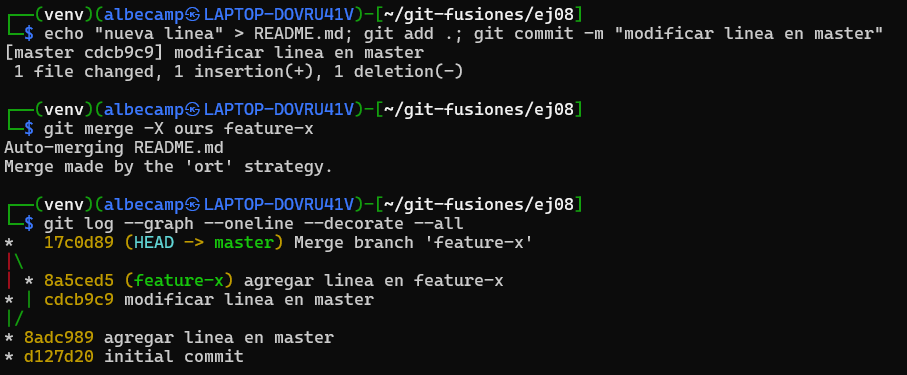 ┌──(venv)(albecamp㉿LAPTOP-DOVRU41V)-[~/git-fusiones/ej08]
└─$ echo "nueva linea" > README.md; git add .; git commit -m "modificar linea en master"
[master cdcb9c9] modificar linea en master
 1 file changed, 1 insertion(+), 1 deletion(-)

┌──(venv)(albecamp㉿LAPTOP-DOVRU41V)-[~/git-fusiones/ej08]
└─$ git merge -X ours feature-x
Auto-merging README.md
Merge made by the 'ort' strategy.

┌──(venv)(albecamp㉿LAPTOP-DOVRU41V)-[~/git-fusiones/ej08]
└─$ git log --graph --oneline --decorate --all
*   17c0d89 (HEAD -> master) Merge branch 'feature-x'
|\
| * 8a5ced5 (feature-x) agregar linea en feature-x
* | cdcb9c9 modificar linea en master
|/
* 8adc989 agregar linea en master
* d127d20 initial commit